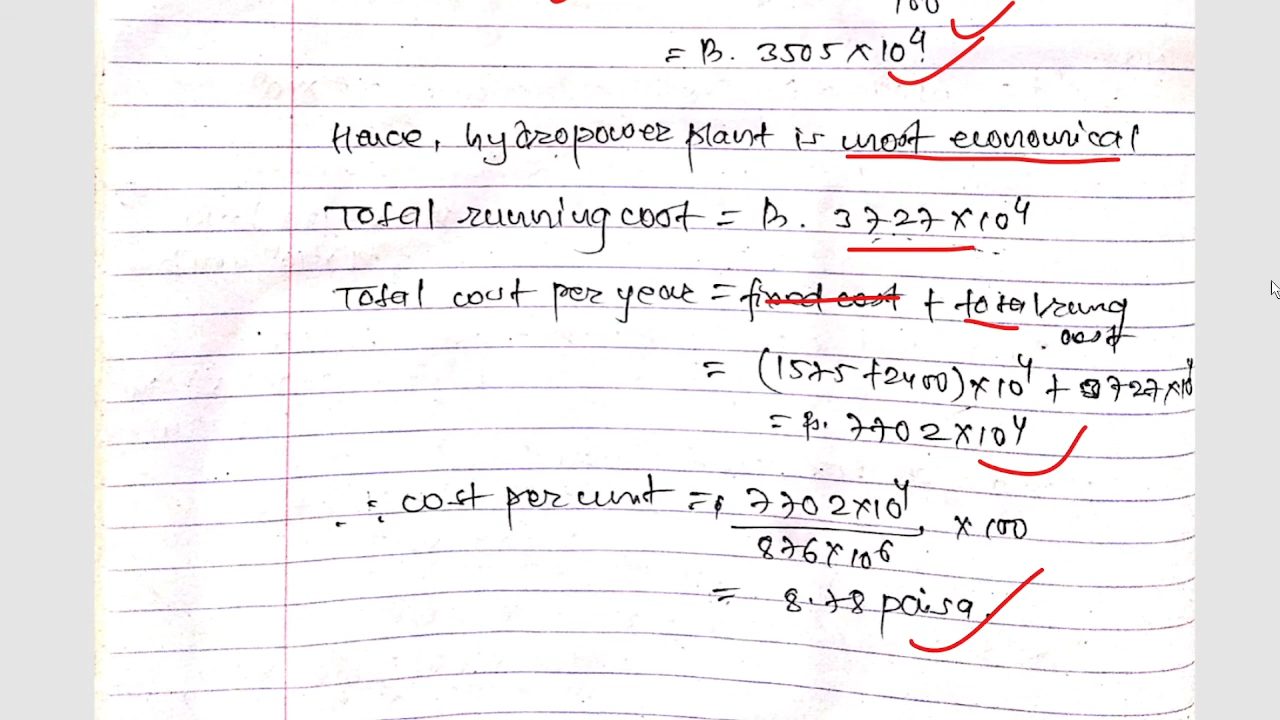 100
= Rs. 3505 × 10⁴.
Hence, hydropower plant is most economical
Total running cost = Rs. 3727 × 10⁴
Total cost per year = fixed cost + total rung
cost
= (1575 + 2400) × 10⁴ + 3727 × 10⁴
= Rs. 7702 × 10⁴
∴ cost per unit = 7702 × 10⁴ × 100
876 × 10⁶
= 8.78 paisa.